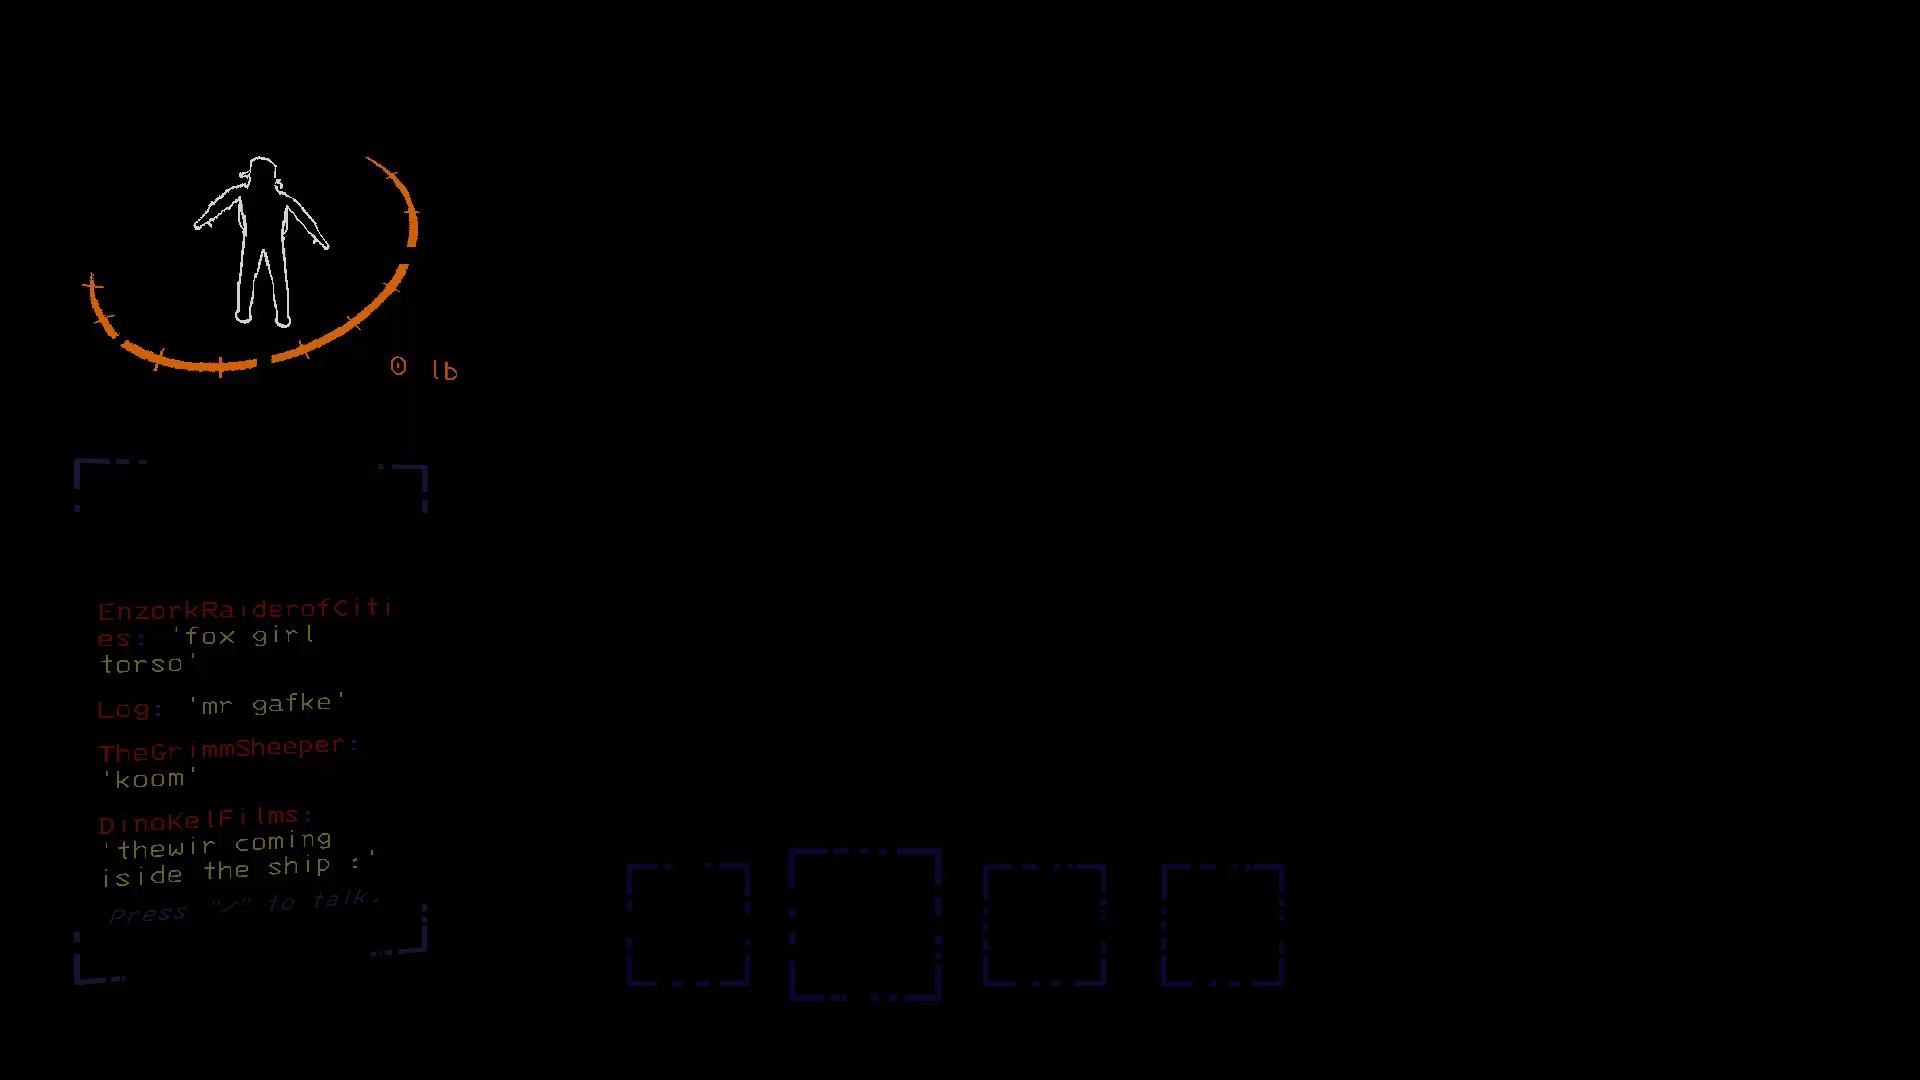 0 lb
EnzorkRaiderofCiti
es: 'fox girl
torso'
Log: 'mr gafke'
TheGrimmSheeper:
'koom'
DinoKelFilms:
'thewir coming
iside the ship :'
Press "/" to talk.